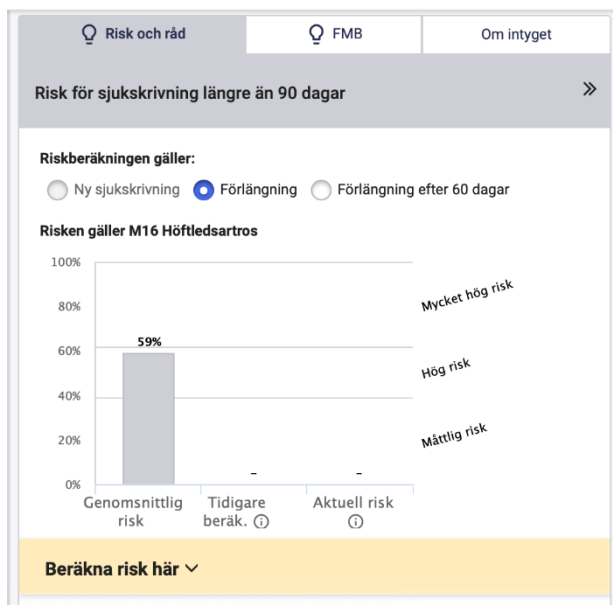 Risk och råd
FMB
Om intyget
Risk för sjukskrivning längre än 90 dagar
Riskberäkningen gäller:
Ny sjukskrivning
Förlängning
Förlängning efter 60 dagar
Risken gäller M16 Höftledsartros
100%
80%
60%
40%
20%
0%
59%
–
–
Mycket hög risk
Hög risk
Måttlig risk
Genomsnittlig
risk
Tidigare
beräk.
Aktuell risk
Beräkna risk här